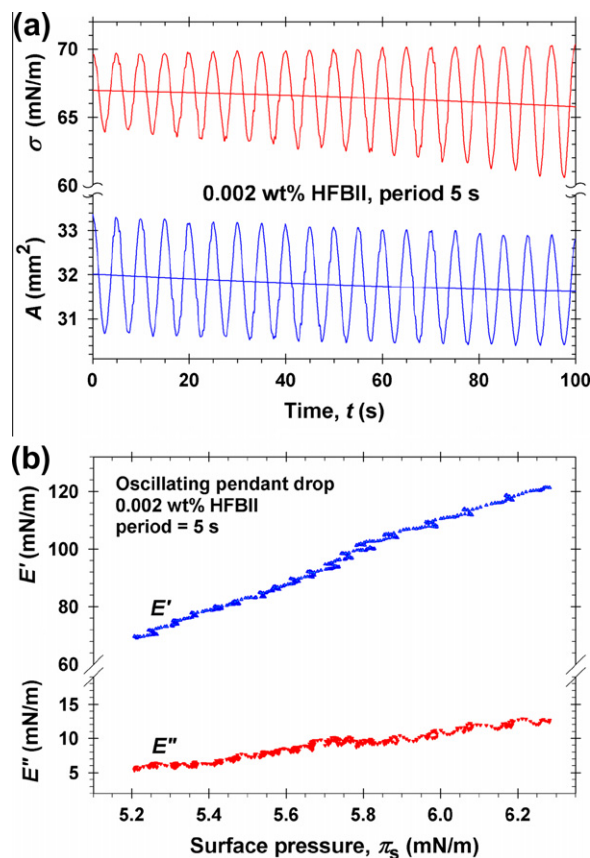 (a)
70
65
60
σ (mN/m)
0.002 wt% HFBII, period 5 s
33
32
31
A (mm²)
0 20 40 60 80 100
Time, t (s)
(b)
Oscillating pendant drop
0.002 wt% HFBII
period = 5 s
120
100
80
60
E' (mN/m)
E'
15
10
5
E" (mN/m)
E"
5.2 5.4 5.6 5.8 6.0 6.2
Surface pressure, πs (mN/m)